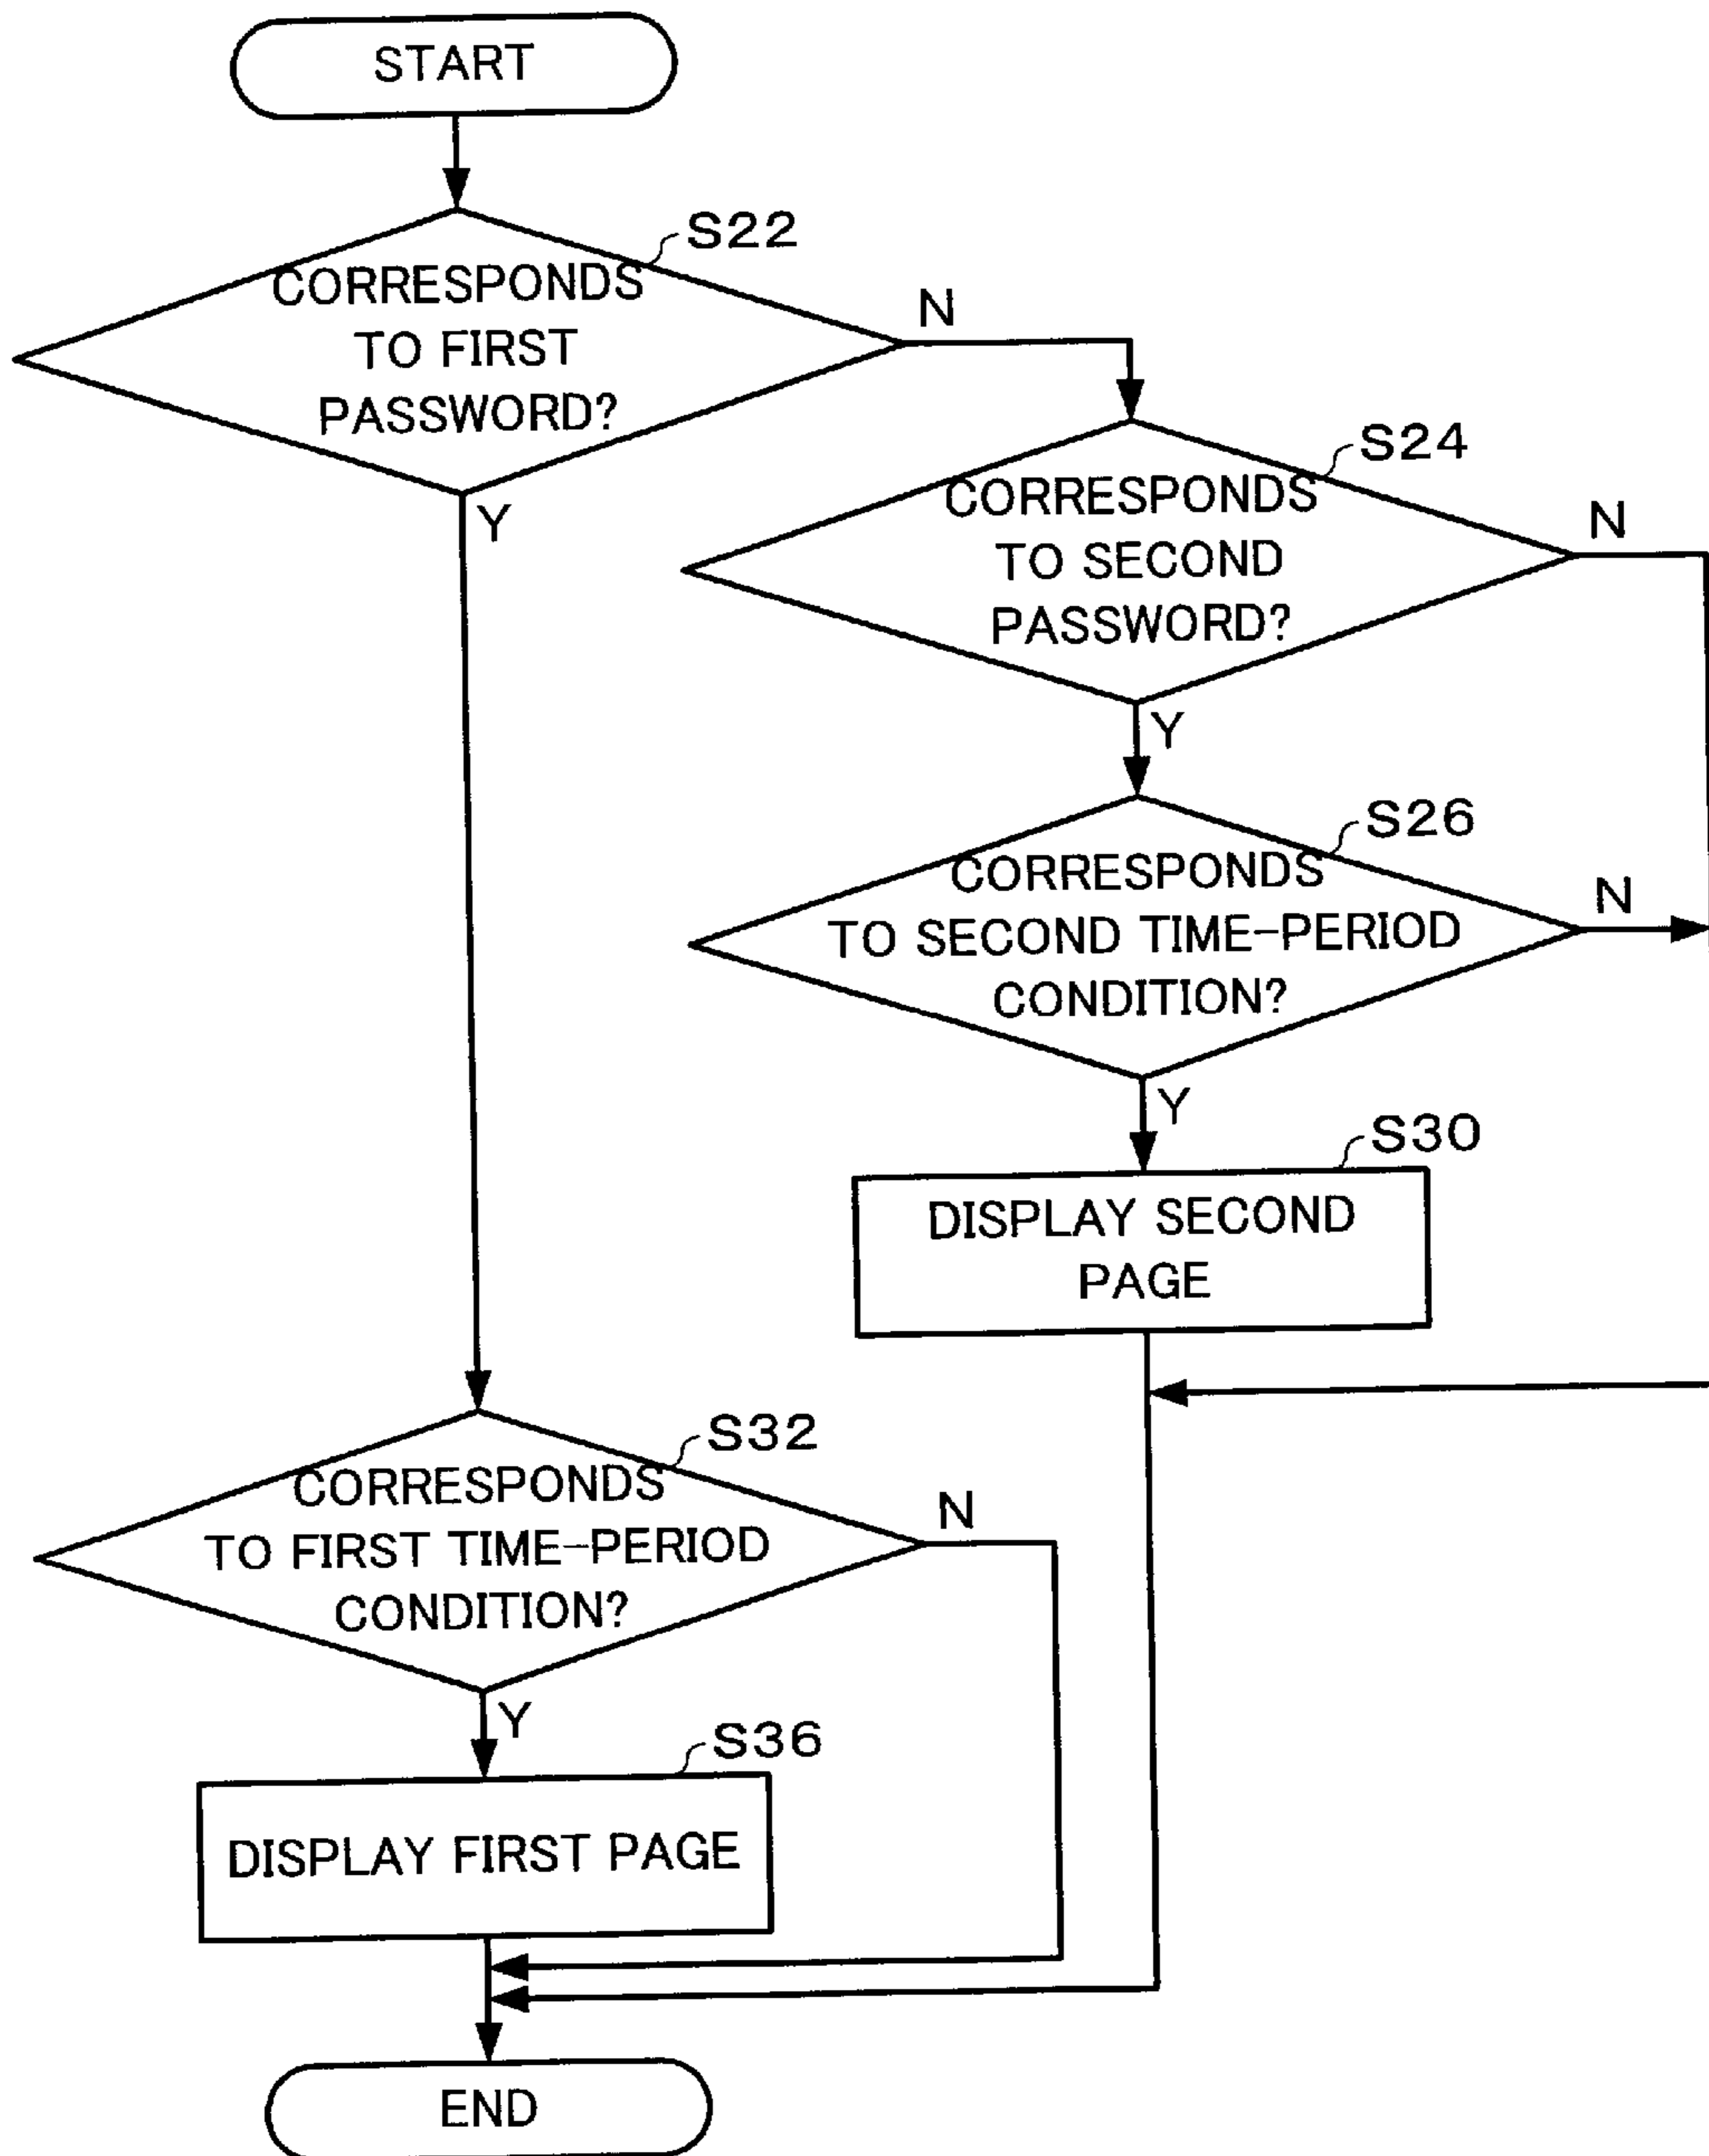 START
S22
CORRESPONDS
TO FIRST
PASSWORD?
N
Y
S24
CORRESPONDS
TO SECOND
PASSWORD?
N
Y
S26
CORRESPONDS
TO SECOND TIME-PERIOD
CONDITION?
N
Y
S30
DISPLAY SECOND
PAGE
S32
CORRESPONDS
TO FIRST TIME-PERIOD
CONDITION?
N
Y
S36
DISPLAY FIRST PAGE
END